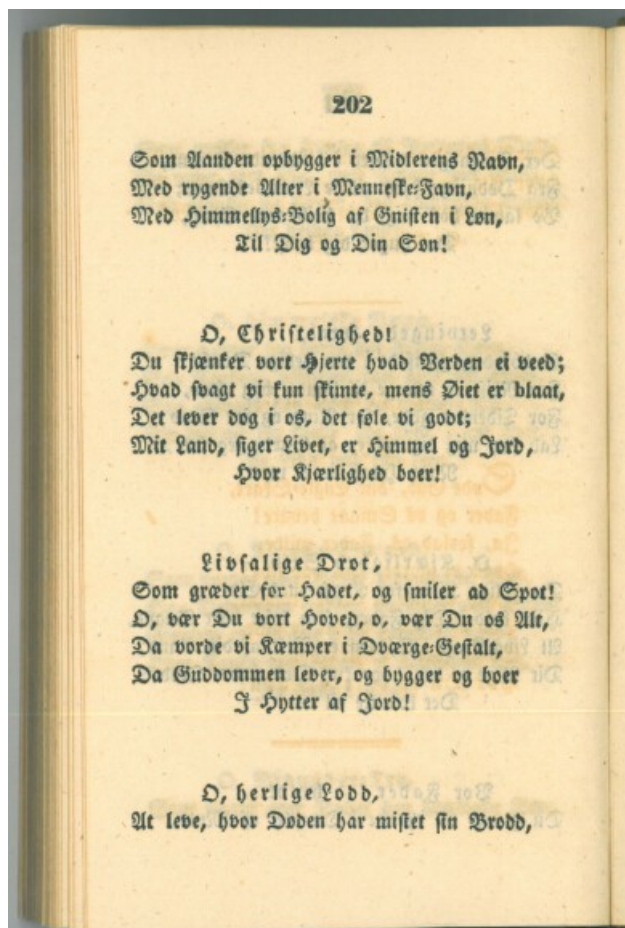 202
Som Aanden opbygger i Midlerens Navn,
Med rygende Alter i Menneske-Favn,
Med Himmellys-Bolig af Gnisten i Løn,
Til Dig og Din Søn!
O, Christelighed!
Du skjænker vort Hjerte hvad Verden ei veed;
Hvad svagt vi kun skimte, mens Øiet er blaat,
Det lever dog i os, det føle vi godt;
Mit Land, siger Livet, er Himmel og Jord,
Hvor Kjærlighed boer!
Livsalige Drot,
Som græder for Hadet, og smiler ad Spot!
O, vær Du vort Hoved, o, vær Du os Alt,
Da vorde vi Kæmper i Dværge-Gestalt,
Da Guddommen lever, og bygger og boer
I Hytter af Jord!
O, herlige Lodd,
At leve, hvor Døden har mistet sin Brodd,